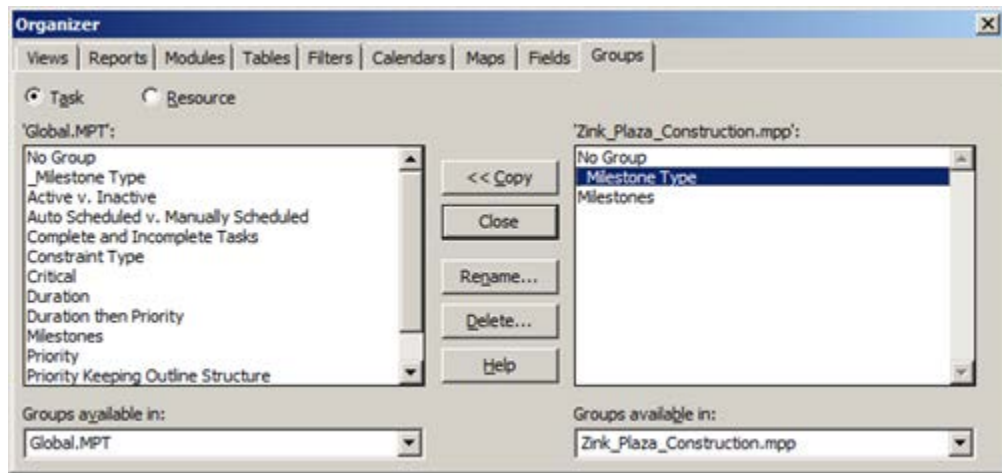 Organizer
Views Reports Modules Tables Filters Calendars Maps Fields Groups
Task Resource
'Global.MPT':
No Group
_Milestone Type
Active v. Inactive
Auto Scheduled v. Manually Scheduled
Complete and Incomplete Tasks
Constraint Type
Critical
Duration
Duration then Priority
Milestones
Priority
Priority Keeping Outline Structure
<< Copy
Close
Rename...
Delete...
Help
'Zink_Plaza_Construction.mpp':
No Group
_Milestone Type
Milestones
Groups available in:
Global.MPT
Groups available in:
Zink_Plaza_Construction.mpp